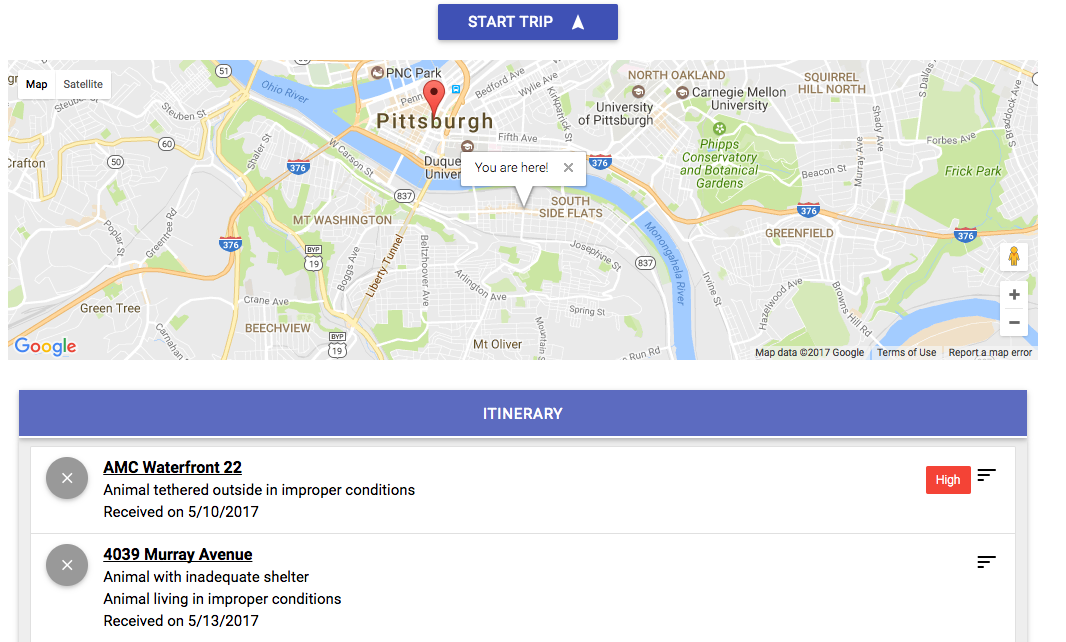 START TRIP
Map Satellite
51
PNC Park
Ohio River
Bedford Ave
Wylie Ave
Kirkpatrick St
NORTH OAKLAND
SQUIRREL
HILL NORTH
S Dallas
Braddock Ave
Steuben St
Pittsburgh
University
of Pittsburgh
Carnegie Mellon
University
Shady Ave
Forbes Ave
60
Shaler St
W Carson St
Fifth Ave
Phipps
Conservatory
and Botanical
Gardens
Murray Ave
Crafton
50
376
You are here!
376
Beacon St
Frick Park
837
SOUTH
SIDE FLATS
376
MT WASHINGTON
GREENFIELD
376
Poplar St
Greentree Rd
376
BYP
19
Boggs Ave
Liberty Tunnel
Beltzhoover Ave
Josephine St
837
Monongahela River
Arlington Ave
Irvine St
Hazelwood Ave
Browns Hill Rd
Green Tree
Crane Ave
Spring St
BEECHVIEW
BYP
19
Mt Oliver
Mountain
Run Rd
Google
Map data ©2017 Google Terms of Use Report a map error
ITINERARY
AMC Waterfront 22
Animal tethered outside in improper conditions
High
Received on 5/10/2017
4039 Murray Avenue
Animal with inadequate shelter
Animal living in improper conditions
Received on 5/13/2017